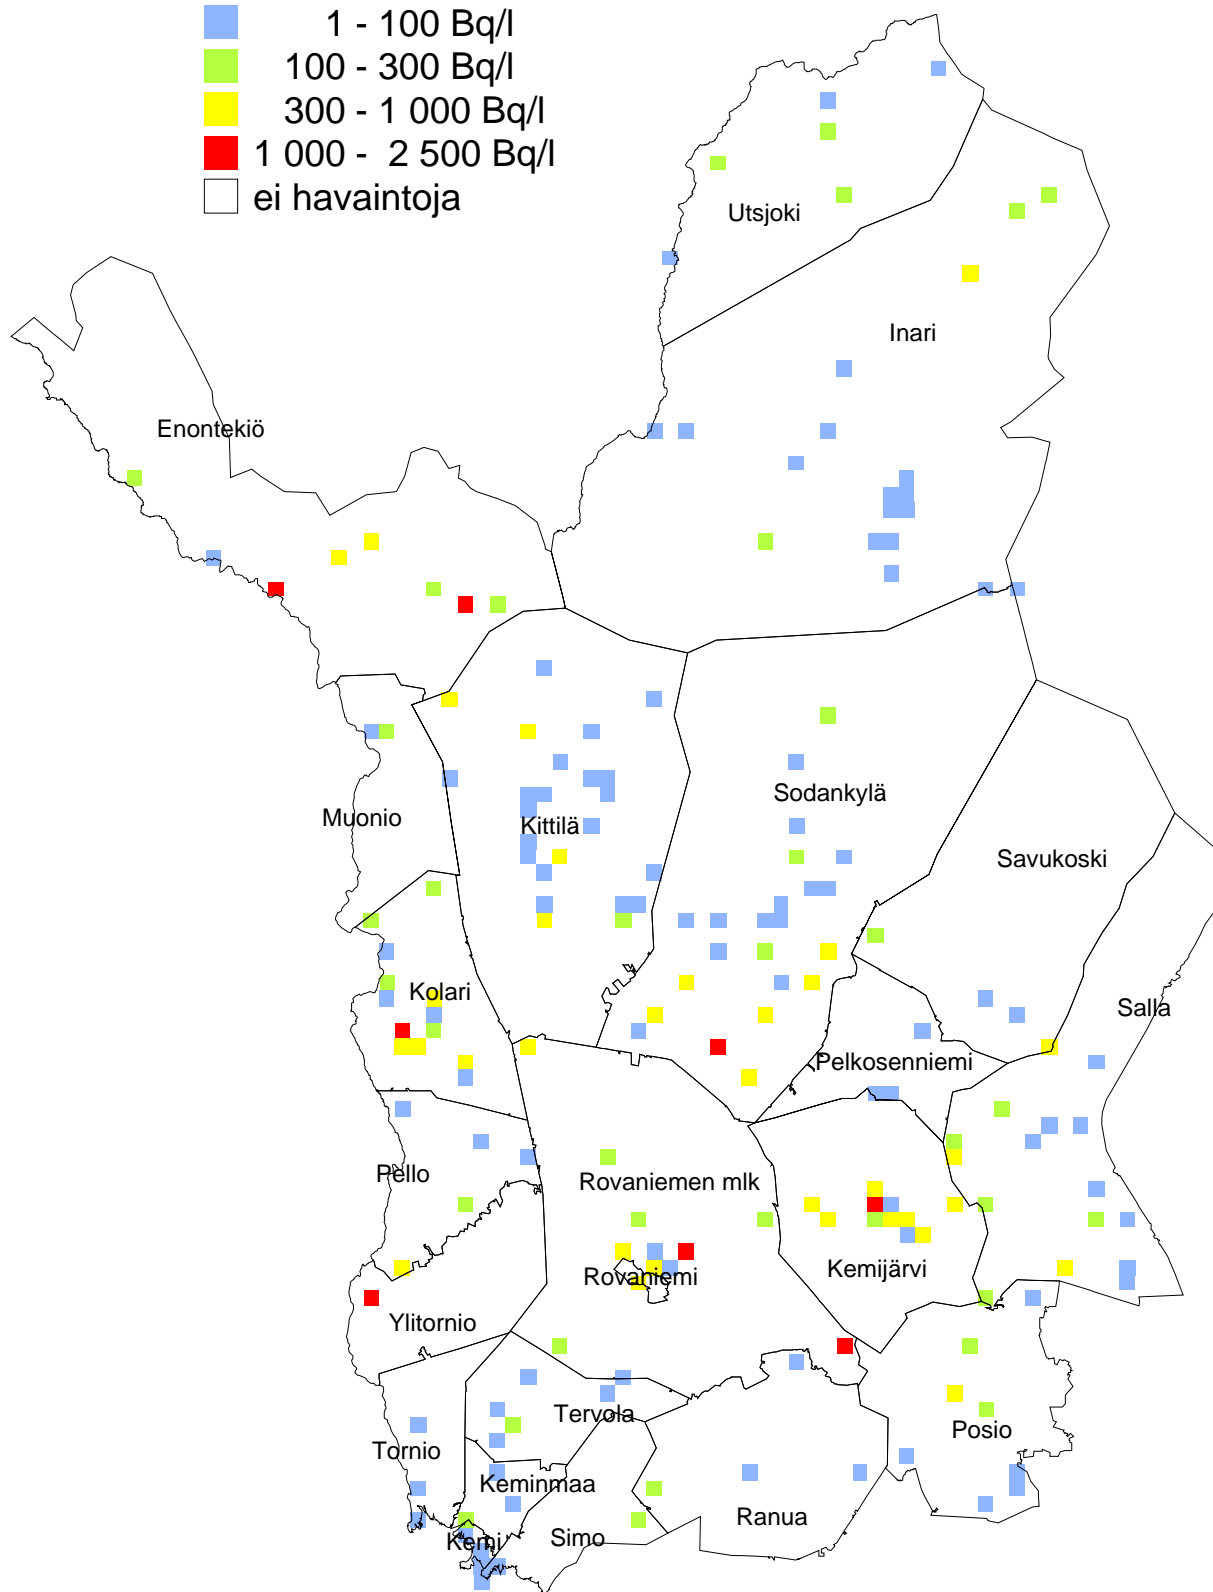 1 - 100 Bq/l
100 - 300 Bq/l
300 - 1 000 Bq/l
1 000 - 2 500 Bq/l
ei havaintoja
Utsjoki
Inari
Enontekiö
Sodankylä
Muonio
Kittilä
Savukoski
Kolari
Salla
Pelkosenniemi
Pello
Rovaniemen mlk
Rovaniemi
Kemijärvi
Ylitornio
Tervola
Posio
Tornio
Keminmaa
Ranua
Kemi
Simo